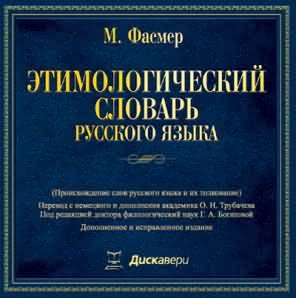 М. Фасмер
ЭТИМОЛОГИЧЕСКИЙ
СЛОВАРЬ
РУССКОГО ЯЗЫКА
(Происхождение слов русского языка и их толкование)
Перевод с немецкого и дополнения академика О. Н. Трубачева
Под редакцией доктора филологический наук Г. А. Богатовой
Дополненное и исправленное издание
Дискавери